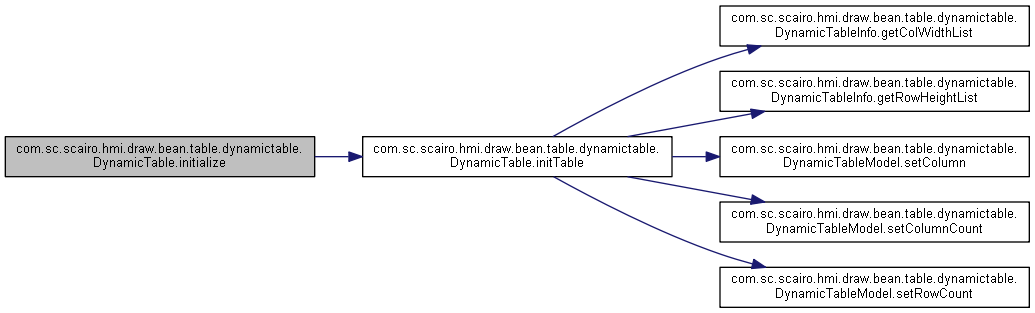 com.sc.scairo.hmi.draw.bean.table.dynamictable.
DynamicTable.initialize
com.sc.scairo.hmi.draw.bean.table.dynamictable.
DynamicTable.initTable
com.sc.scairo.hmi.draw.bean.table.dynamictable.
DynamicTableInfo.getColWidthList
com.sc.scairo.hmi.draw.bean.table.dynamictable.
DynamicTableInfo.getRowHeightList
com.sc.scairo.hmi.draw.bean.table.dynamictable.
DynamicTableModel.setColumn
com.sc.scairo.hmi.draw.bean.table.dynamictable.
DynamicTableModel.setColumnCount
com.sc.scairo.hmi.draw.bean.table.dynamictable.
DynamicTableModel.setRowCount